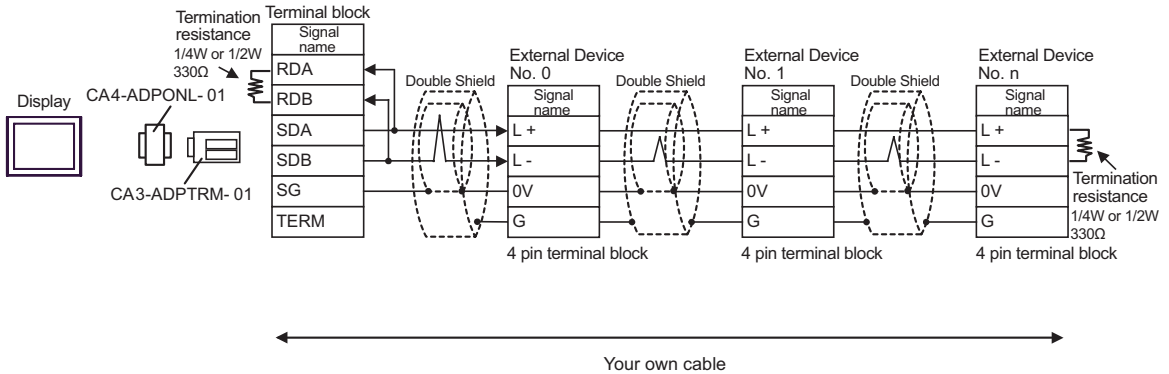 Display
CA4-ADPONL- 01
CA3-ADPTRM- 01
Termination
resistance
1/4W or 1/2W
330Ω
Terminal block
Signal
name
RDA
RDB
SDA
SDB
SG
TERM
Double Shield
External Device
No. 0
Signal
name
L +
L -
0V
G
4 pin terminal block
Double Shield
External Device
No. 1
Signal
name
L +
L -
0V
G
4 pin terminal block
Double Shield
External Device
No. n
Signal
name
L +
L -
0V
G
4 pin terminal block
Termination
resistance
1/4W or 1/2W
330Ω
Your own cable